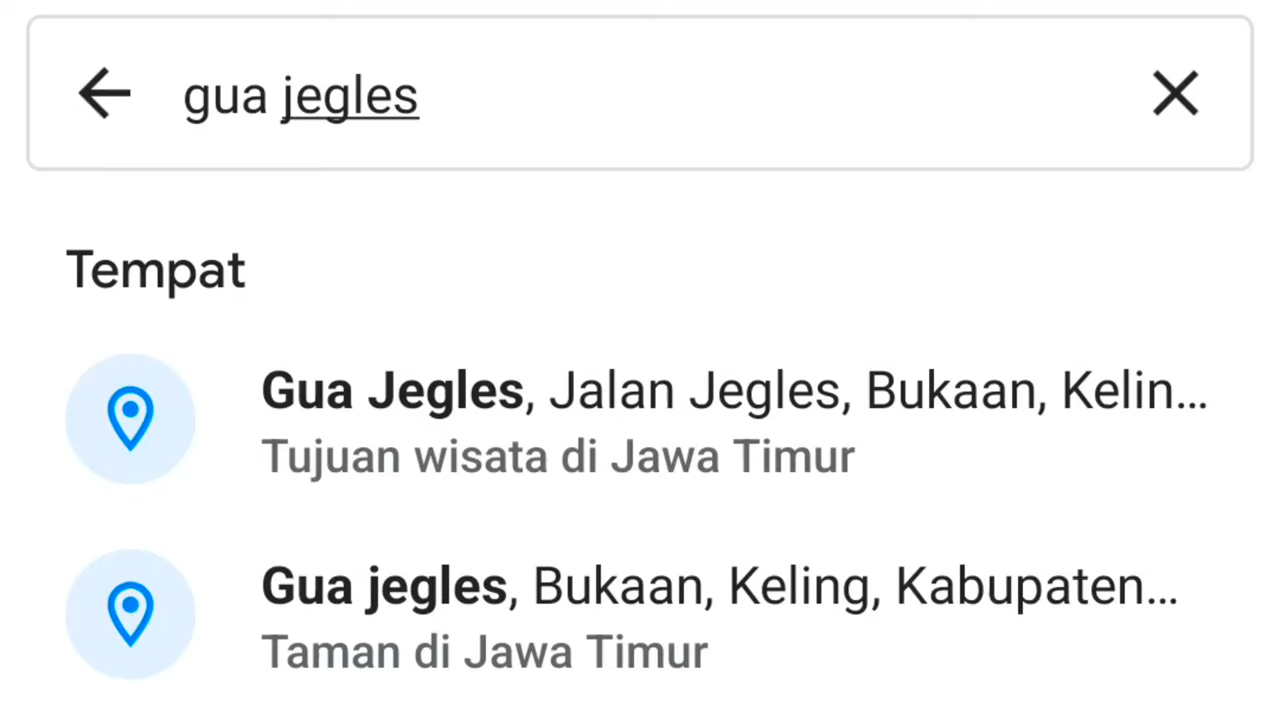 gua jegles
Tempat
Gua Jegles, Jalan Jegles, Bukaan, Kelin...
Tujuan wisata di Jawa Timur
Gua jegles, Bukaan, Keling, Kabupaten...
Taman di Jawa Timur